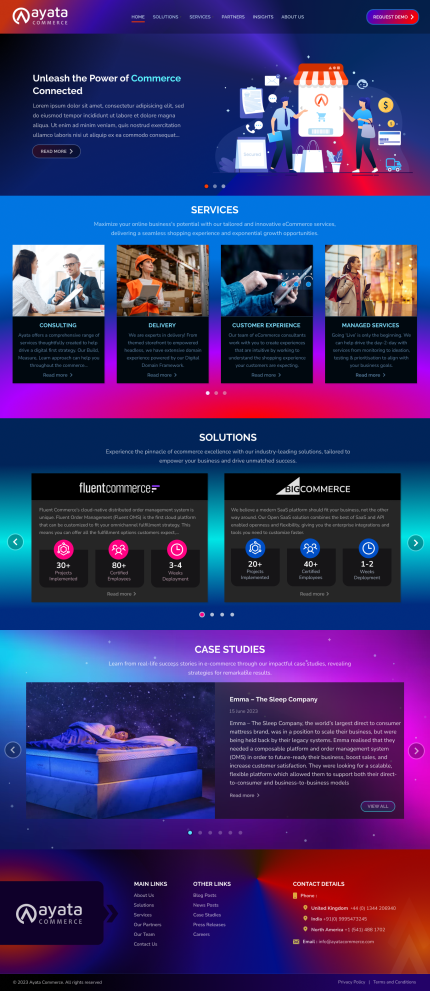 ayata
COMMERCE
HOME SOLUTIONS SERVICES PARTNERS INSIGHTS ABOUT US
REQUEST DEMO
Unleash the Power of Commerce
Connected
Lorem ipsum dolor sit amet, consectetur adipisicing elit, sed
do eiusmod tempor incididunt ut labore et dolore magna
aliqua. Ut enim ad minim veniam, quis nostrud exercitation
ullamco laboris nisi ut aliquip ex ea commodo consequat...
READ MORE
SERVICES
Maximize your online business's potential with our tailored and innovative eCommerce services,
delivering a seamless shopping experience and exponential growth opportunities.
CONSULTING
Ayata offers a comprehensive range of
services thoughtfully created to help
drive a digital first strategy. Our Build,
Measure, Learn approach can help you
throughout the commerce...
Read more
DELIVERY
We are experts in delivery! From
themed storefront to empowered
headless, we have extensive domain
experience powered by our Digital
Domain Framework.
Read more
CUSTOMER EXPERIENCE
Our team of eCommerce consultants
work with you to create experiences
that are intuitive by working to
understand the shopping experience
your customers are expecting.
Read more
MANAGED SERVICES
Going 'Live' is only the beginning. We
can help drive the day-2-day with
services from monitoring to ideation,
testing & prioritisation to align with
your business goals.
Read more
SOLUTIONS
Experience the pinnacle of ecommerce excellence with our industry-leading solutions, tailored to
empower your business and drive unmatched success.
fluentcommerce
Fluent Commerce's cloud native distributed order management system is
unique. Fluent Order Management (Fluent OMS) is the first cloud platform
that can be customized to fit your omnichannel fulfillment strategy. This
means you can offer all the fulfillment options customers expect...
30+
Projects
Implemented
80+
Certified
Employees
3-4
Weeks
Deployment
Read more
BIGCOMMERCE
We believe a modern SaaS platform should fit your business, not the other
way around. Our Open SaaS solution combines the best of SaaS and API
enabled openness and flexibility, giving you the enterprise integrations and
tools you need to customize faster.
20+
Projects
Implemented
40+
Certified
Employees
1-2
Weeks
Deployment
Read more
CASE STUDIES
Learn from real-life success stories in e-commerce through our impactful case studies, revealing
strategies for remarkable results.
Emma – The Sleep Company
15 June 2023
Emma – The Sleep Company, the world's largest direct to consumer
mattress brand, was in a position to scale their business, but were
being held back by their legacy systems. Emma realised that they
needed a composable platform and order management system
(OMS) in order to future-ready their business, boost sales, and
increase customer satisfaction. They were looking for a scalable,
flexible platform which allowed them to support both their direct-
to-consumer and business-to-business models
Read more
VIEW ALL
ayata
COMMERCE
MAIN LINKS
About Us
Solutions
Services
Our Partners
Our Team
Contact Us
OTHER LINKS
Blog Posts
News Posts
Case Studies
Press Releases
Careers
CONTACT DETAILS
Phone :
United Kingdom +44 (0) 1344 206940
India +91(0) 9995473245
North America +1 (541) 488 1702
Email : info@ayatacommerce.com
© 2023 Ayata Commerce. All rights reserved
Privacy Policy | Terms and Conditions